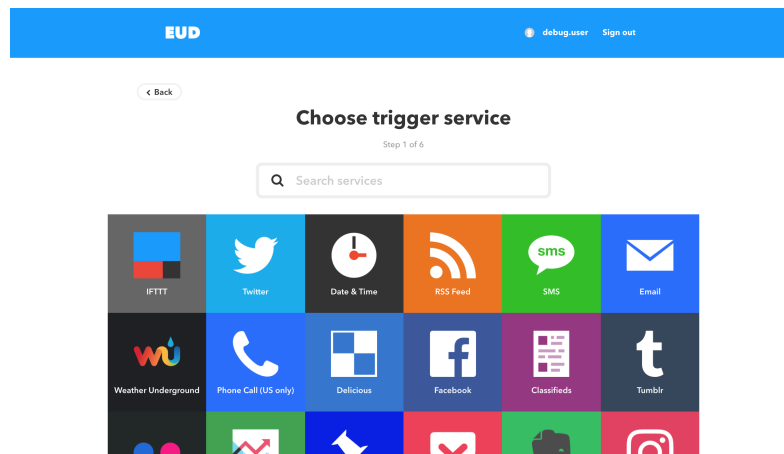 EUD
debug.user Sign out
Back
Choose trigger service
Step 1 of 6
Search services
sms
IFTTT Twitter Date & Time RSS Feed SMS Email
wu
t
Weather Underground Phone Call (US only) Delicious Facebook Classifieds Tumblr